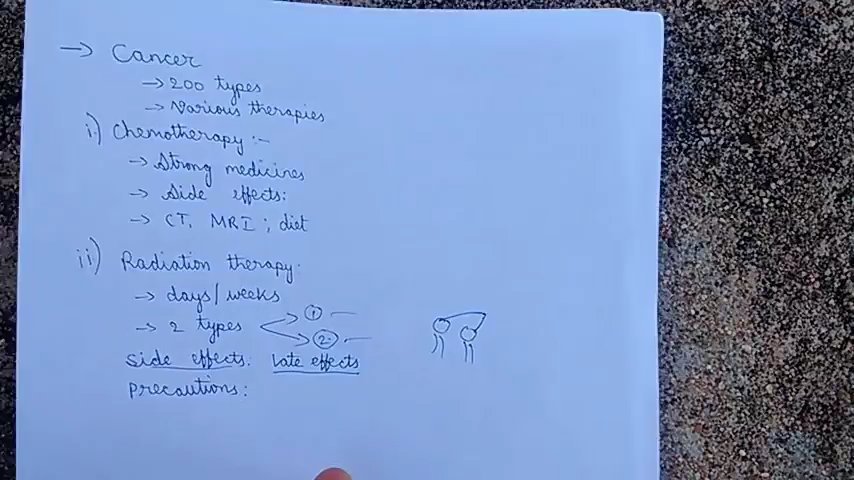 → Cancer
→ 200 types
→ Various therapies
i) Chemotherapy :-
→ Strong medicines
→ Side effects:
→ CT, MRI ; diet
ii) Radiation therapy.
→ days/weeks
→ 2 types → ① —
→ ② —
Side effects: Late effects
Precautions: